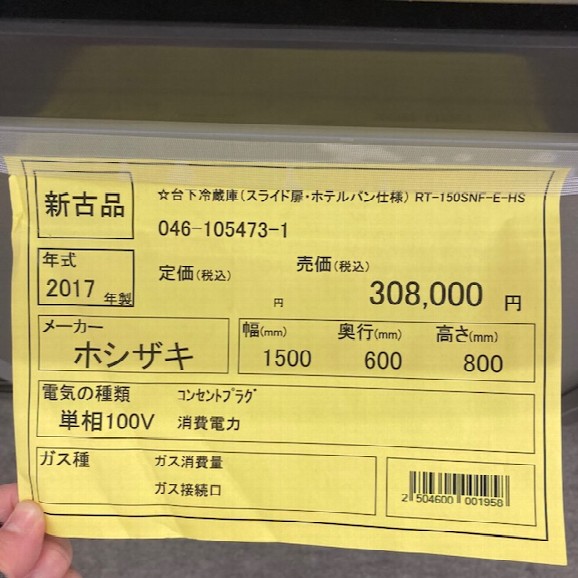 新古品
☆台下冷蔵庫(スライド扉・ホテルパン仕様) RT-150SNF-E-HS
046-105473-1
年式
2017 年製
定価(税込)
円
売価(税込)
308,000 円
メーカー
ホシザキ
幅(mm) 奥行(mm) 高さ(mm)
1500 600 800
電気の種類 コンセントプラグ
単相100V 消費電力
ガス種 ガス消費量
ガス接続口
2 504600 001958